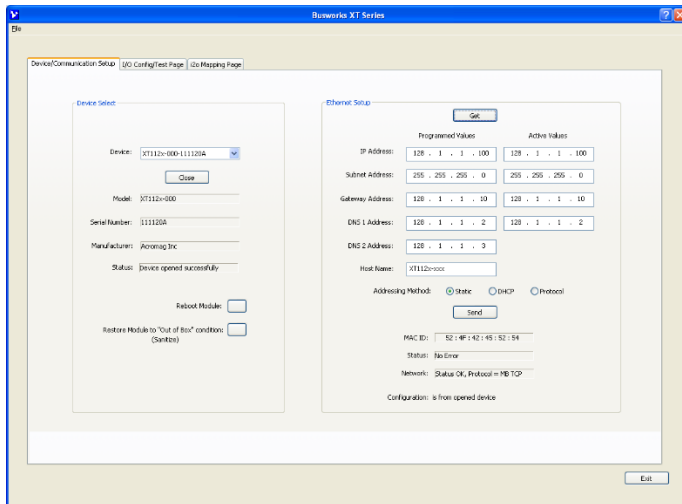 Busworks XT Series
File
Device/Communication Setup I/O Config/Test Page i2o Mapping Page
Device Select
Device: XT112x-000-111120A
Close
Model: XT112x-000
Serial Number: 111120A
Manufacturer: Acromag Inc
Status: Device opened successfully
Reboot Module:
Restore Module to "Out of Box" condition:
(Sanitize)
Ethernet Setup
Get
Programmed Values Active Values
IP Address: 128 . 1 . 1 . 100 128 . 1 . 1 . 100
Subnet Address: 255 . 255 . 255 . 0 255 . 255 . 255 . 0
Gateway Address: 128 . 1 . 1 . 10 128 . 1 . 1 . 10
DNS 1 Address: 128 . 1 . 1 . 2 128 . 1 . 1 . 2
DNS 2 Address: 128 . 1 . 1 . 3
Host Name: XT112x-xxx
Addressing Method: Static DHCP Protocol
Send
MAC ID: 52 : 4F : 42 : 45 : 52 : 54
Status: No Error
Network: Status OK, Protocol = MB TCP
Configuration: is from opened device
Exit